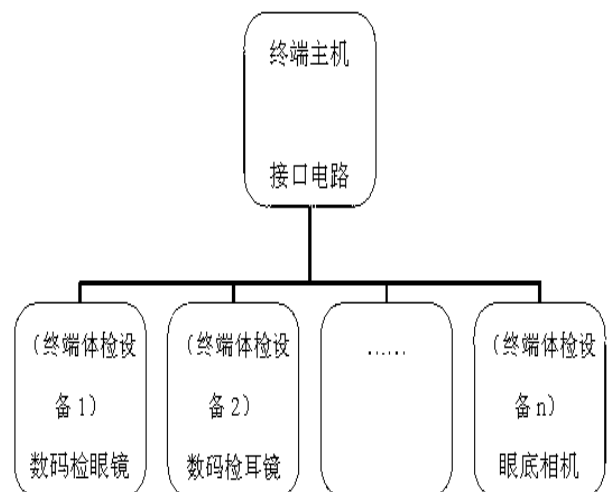 终端主机
接口电路
(终端体检设
备1)
数码检眼镜
(终端体检设
备2)
数码检耳镜
......
(终端体检设
备n)
眼底相机